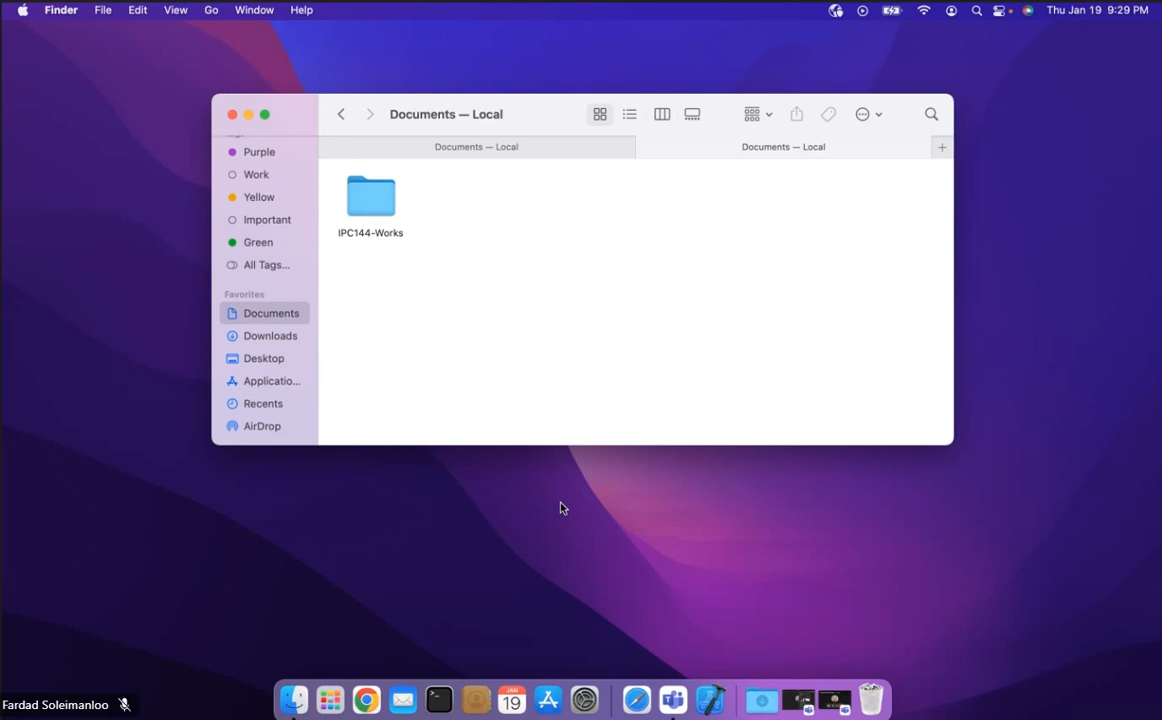 Finder File Edit View Go Window Help Thu Jan 19 9:29 PM
Documents — Local
Documents — Local Documents — Local +
Purple
Work
Yellow
Important
Green
All Tags...
Favorites
Documents
Downloads
Desktop
Applicatio...
Recents
AirDrop
IPC144-Works
JAN
19
Fardad Soleimanloo